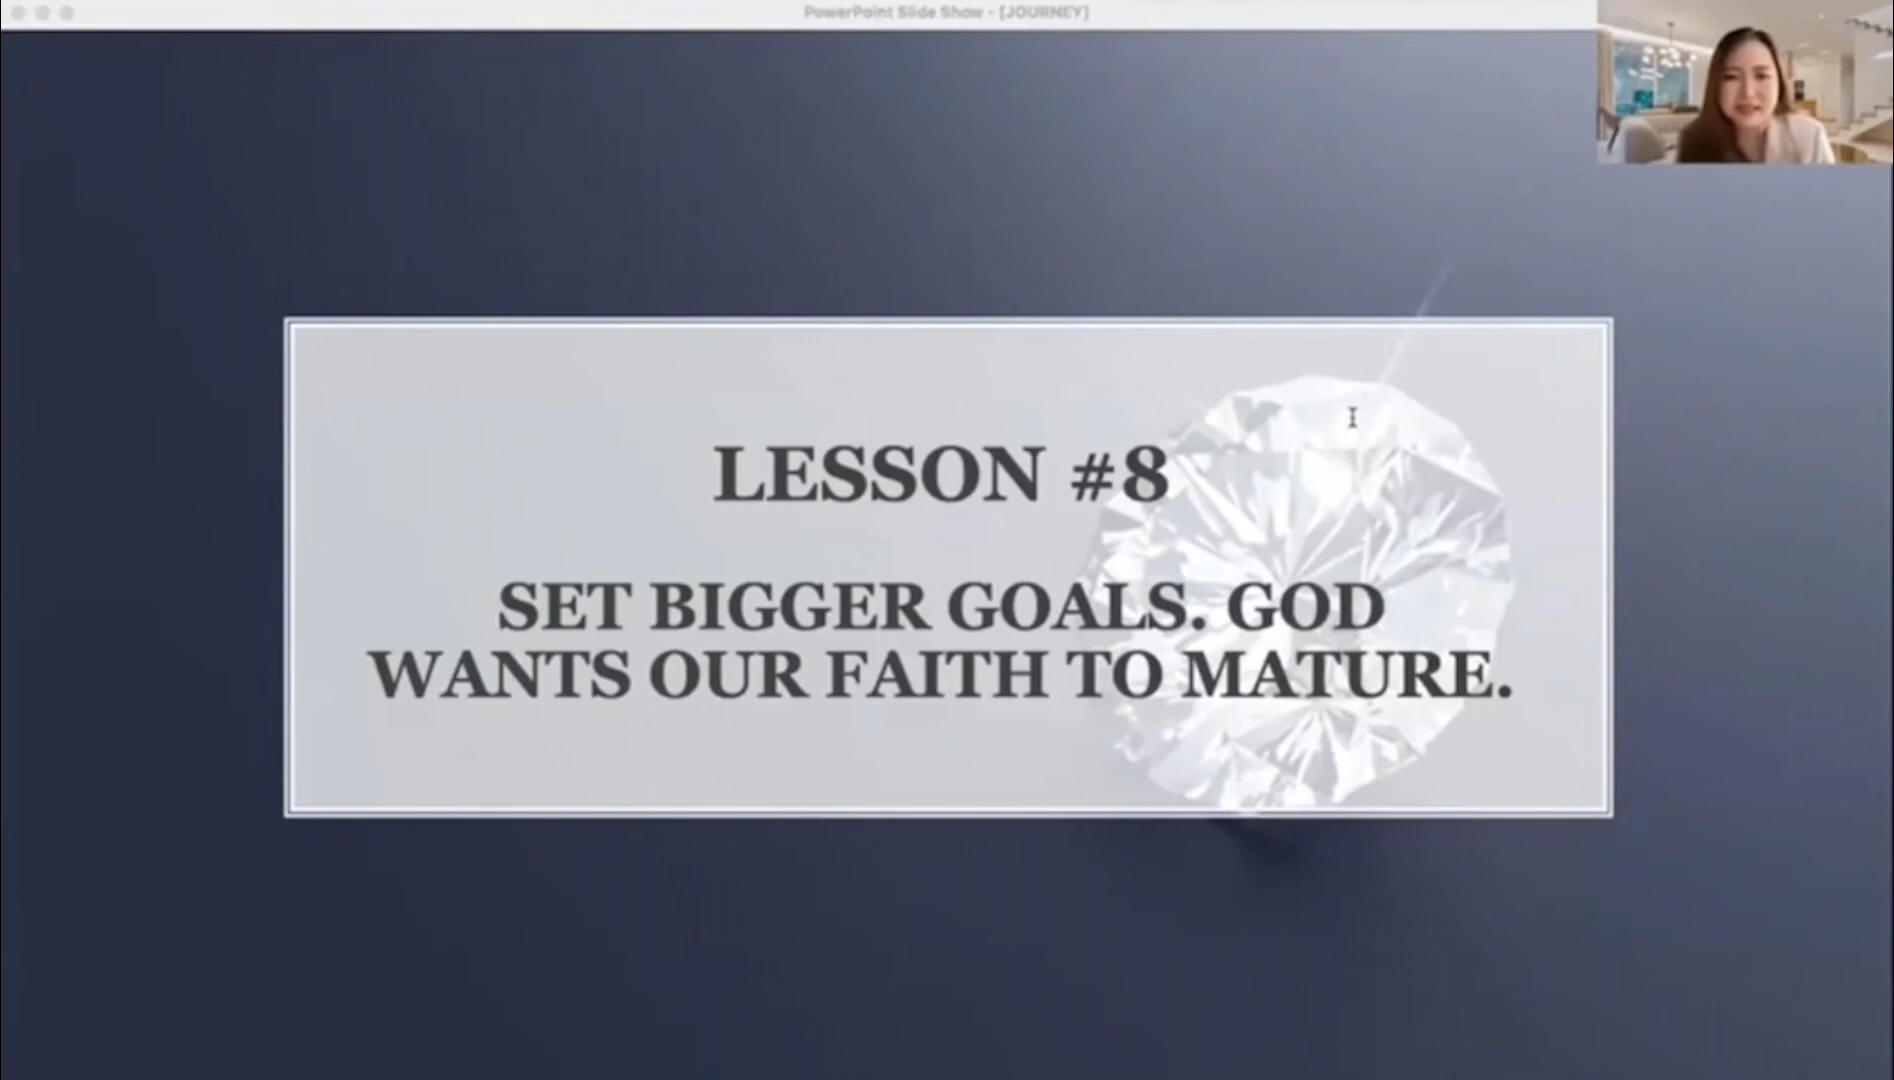 PowerPoint Slide Show - [JOURNEY]
LESSON #8
SET BIGGER GOALS. GOD
WANTS OUR FAITH TO MATURE.